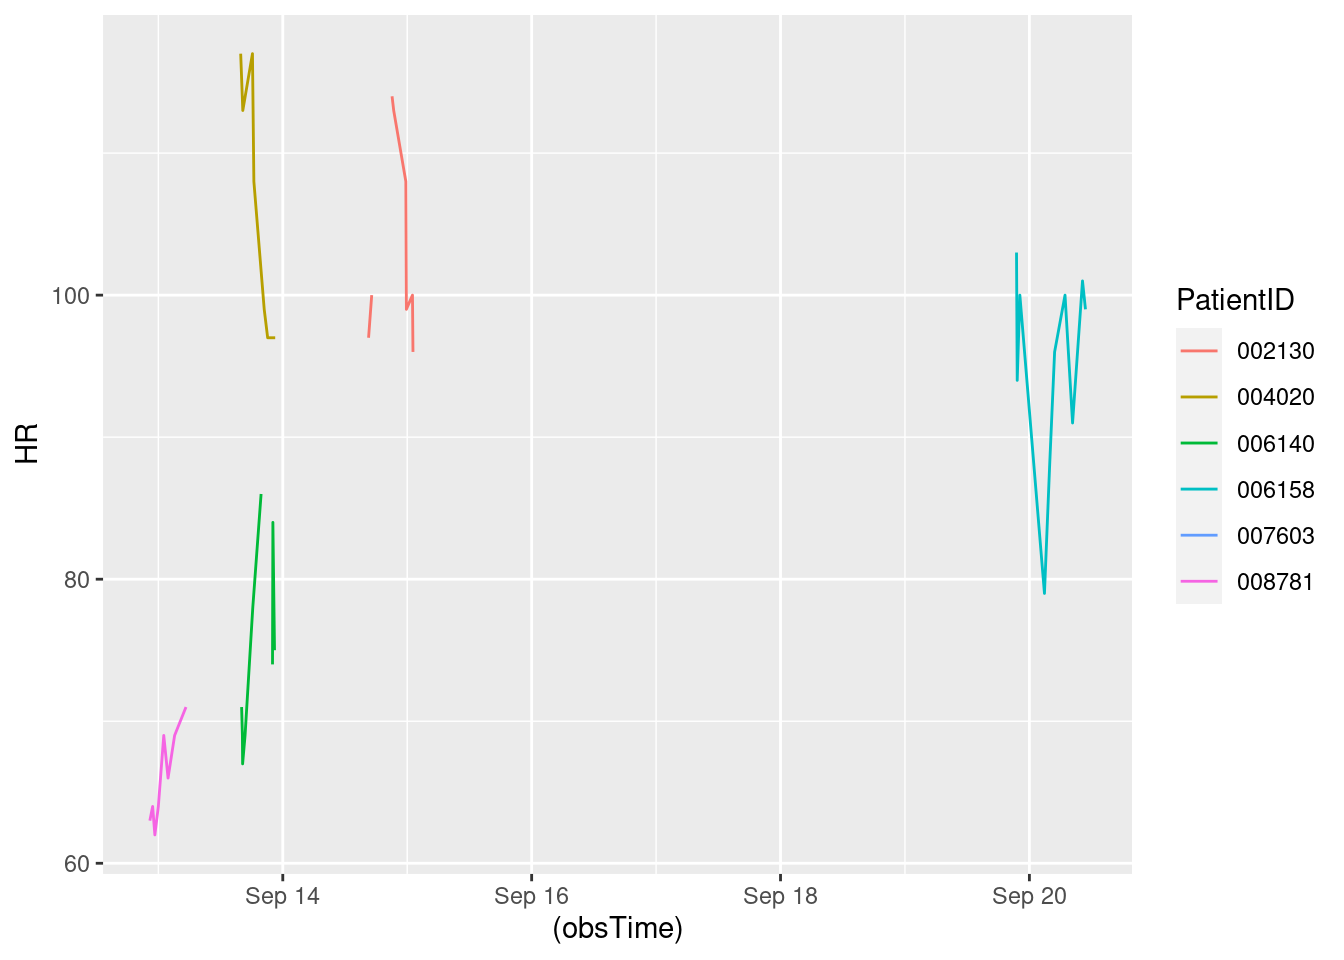 100
80
60
HR
Sep 14
Sep 16
Sep 18
Sep 20
(obsTime)
PatientID
002130
004020
006140
006158
007603
008781